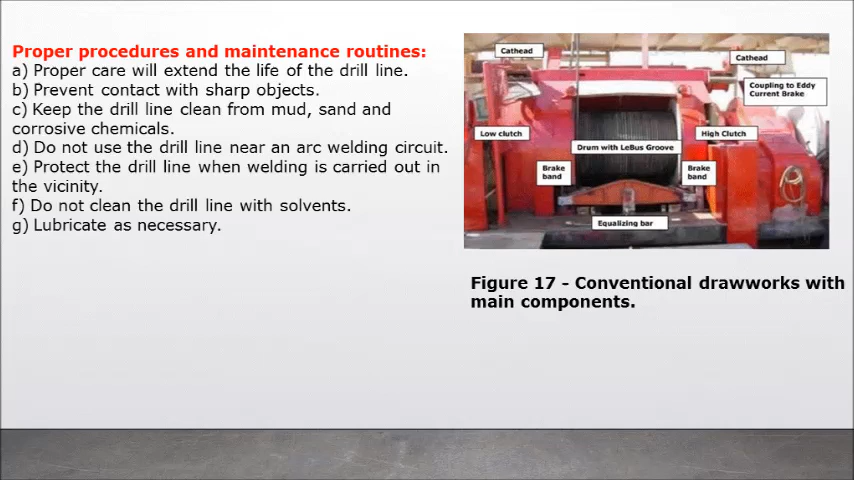 Proper procedures and maintenance routines:
a) Proper care will extend the life of the drill line.
b) Prevent contact with sharp objects.
c) Keep the drill line clean from mud, sand and
corrosive chemicals.
d) Do not use the drill line near an arc welding circuit.
e) Protect the drill line when welding is carried out in
the vicinity.
f) Do not clean the drill line with solvents.
g) Lubricate as necessary.
Cathead
Cathead
Coupling to Eddy
Current Brake
Low clutch
High Clutch
Drum with LeBus Groove
Brake
band
Brake
band
Equalizing bar
Figure 17 - Conventional drawworks with
main components.